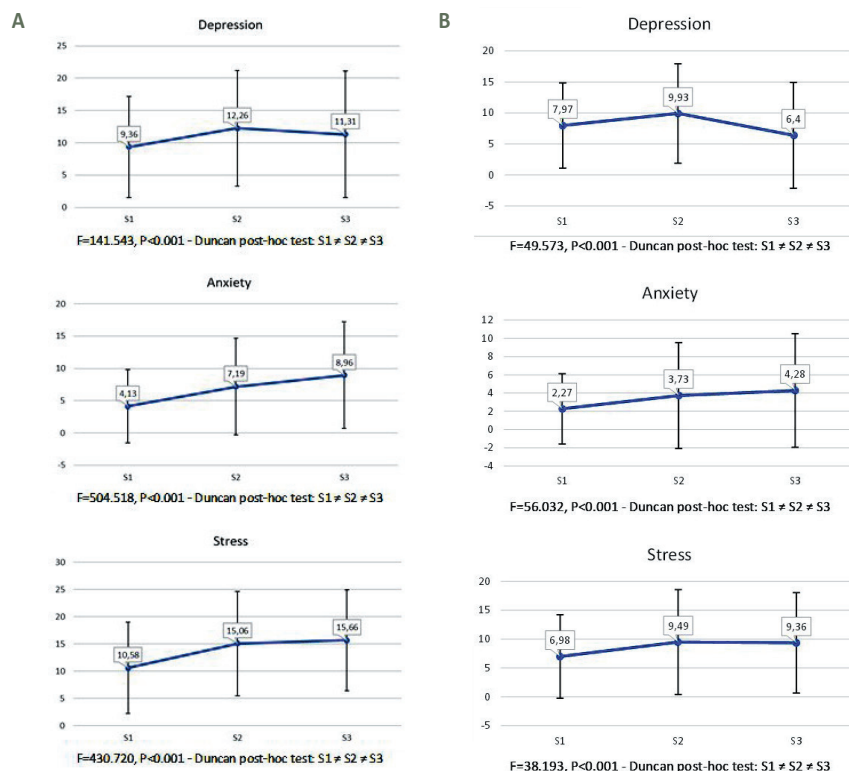 A
Depression
25
20
15
10
5
0
9,36
12,26
11,31
S1 S2 S3
F=141.543, P<0.001 - Duncan post-hoc test: S1 ≠ S2 ≠ S3
Anxiety
20
15
10
5
0
-5
4,13
7,19
8,96
S1 S2 S3
F=504.518, P<0.001 - Duncan post-hoc test: S1 ≠ S2 ≠ S3
Stress
30
25
20
15
10
5
0
10,58
15,06
15,66
S1 S2 S3
F=430.720, P<0.001 - Duncan post-hoc test: S1 ≠ S2 ≠ S3
B
Depression
20
15
10
5
0
-5
7,97
9,93
6,4
S1 S2 S3
F=49.573, P<0.001 - Duncan post-hoc test: S1 ≠ S2 ≠ S3
Anxiety
12
10
8
6
4
2
0
-2
-4
2,27
3,73
4,28
S1 S2 S3
F=56.032, P<0.001 - Duncan post-hoc test: S1 ≠ S2 ≠ S3
Stress
20
15
10
5
0
-5
6,98
9,49
9,36
S1 S2 S3
F=38.193, P<0.001 - Duncan post-hoc test: S1 ≠ S2 ≠ S3